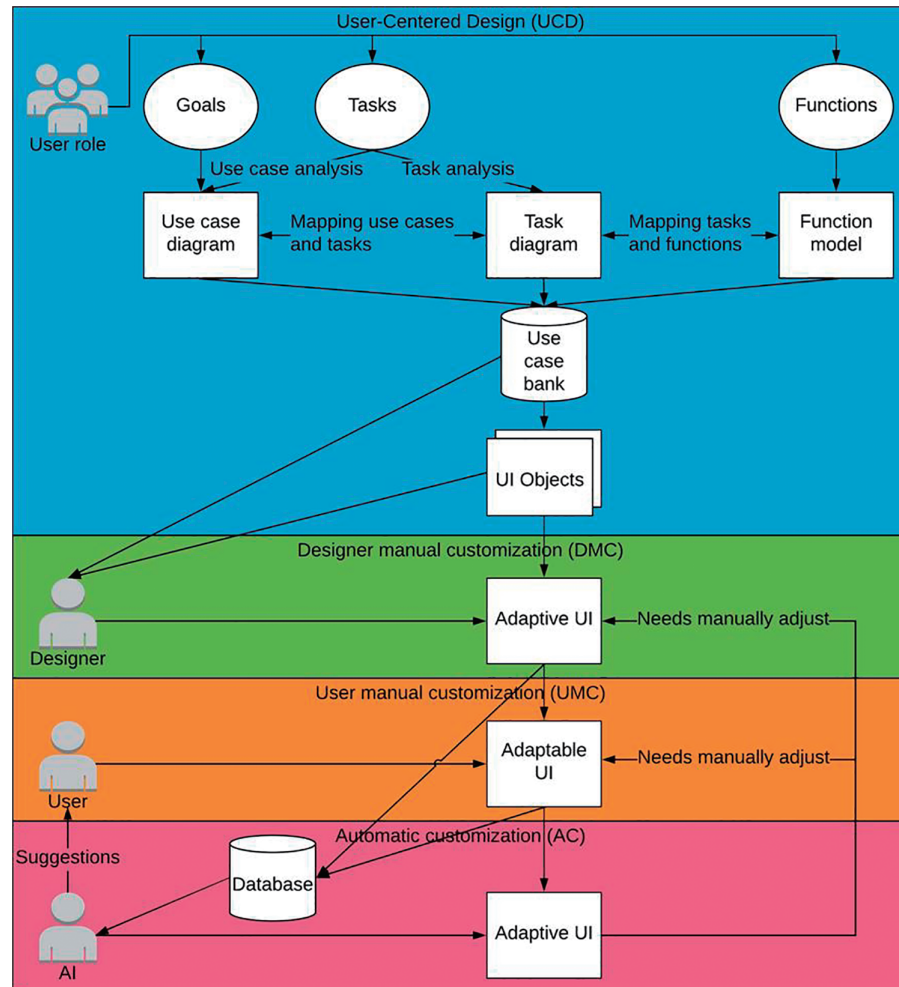 User-Centered Design (UCD)
Goals
Tasks
Functions
User role
Use case analysis
Task analysis
Use case
diagram
Mapping use cases
and tasks
Task
diagram
Mapping tasks
and functions
Function
model
Use
case
bank
UI Objects
Designer manual customization (DMC)
Adaptive UI
Needs manually adjust
Designer
User manual customization (UMC)
Adaptable
UI
Needs manually adjust
User
Automatic customization (AC)
Suggestions
Database
Adaptive UI
AI